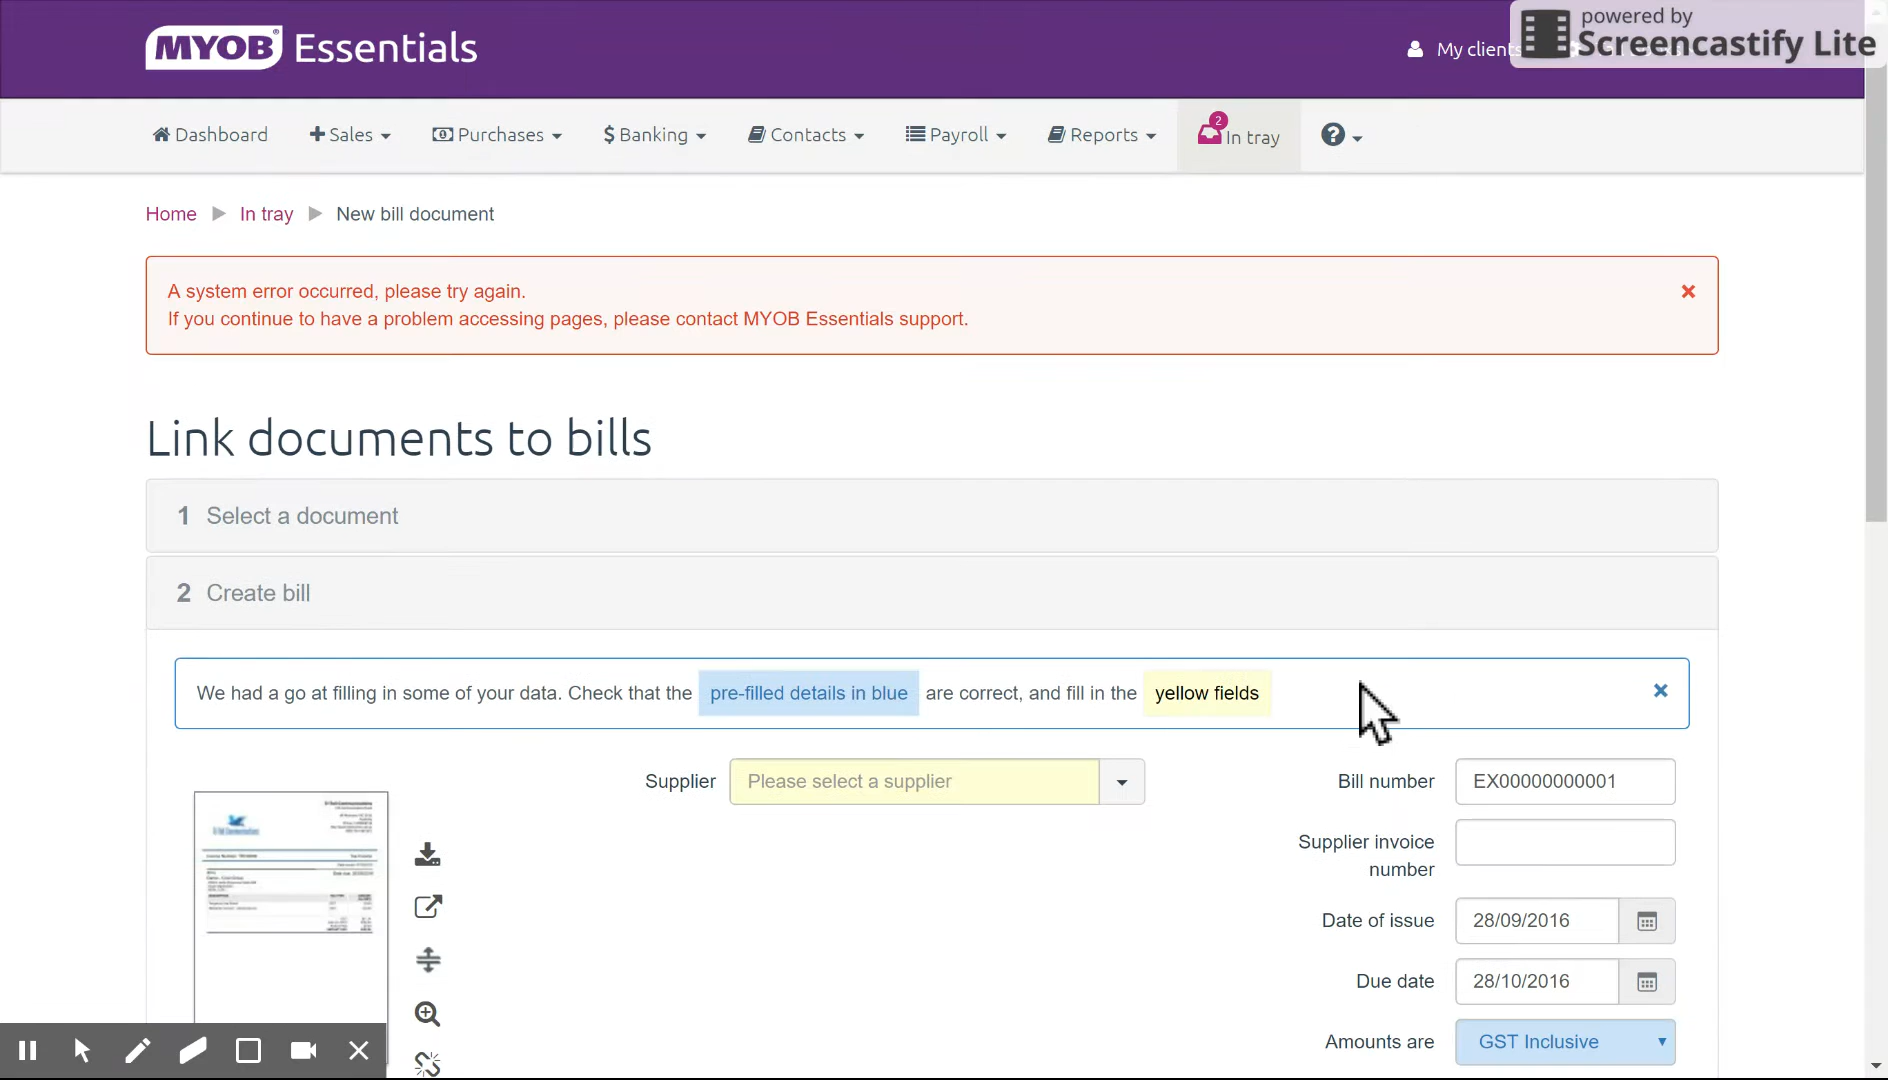 MYOB Essentials
My clients
powered by
Screencastify Lite
Dashboard
Sales
Purchases
Banking
Contacts
Payroll
Reports
2
In tray
Home
In tray
New bill document
A system error occurred, please try again.
If you continue to have a problem accessing pages, please contact MYOB Essentials support.
Link documents to bills
1 Select a document
2 Create bill
We had a go at filling in some of your data. Check that the pre-filled details in blue are correct, and fill in the yellow fields
Supplier
Please select a supplier
Bill number
EX00000000001
Supplier invoice
number
Date of issue
28/09/2016
Due date
28/10/2016
Amounts are
GST Inclusive